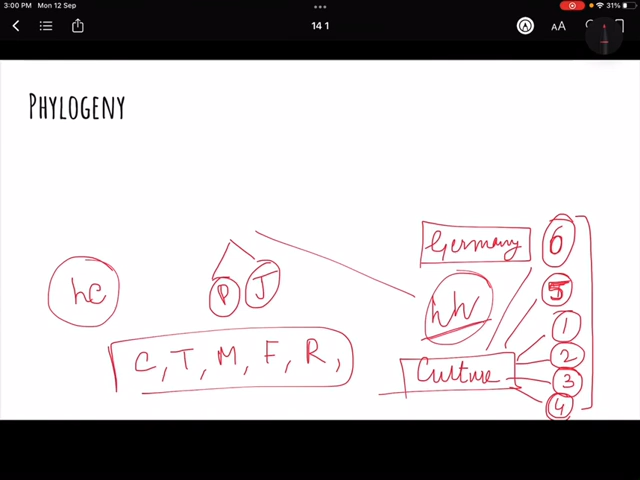 3:00 PM Mon 12 Sep
31%
14 1
AA
PHYLOGENY
Germany 6
hc P J hw 5
1
C, T, M, F, R, Culture 2
3
4